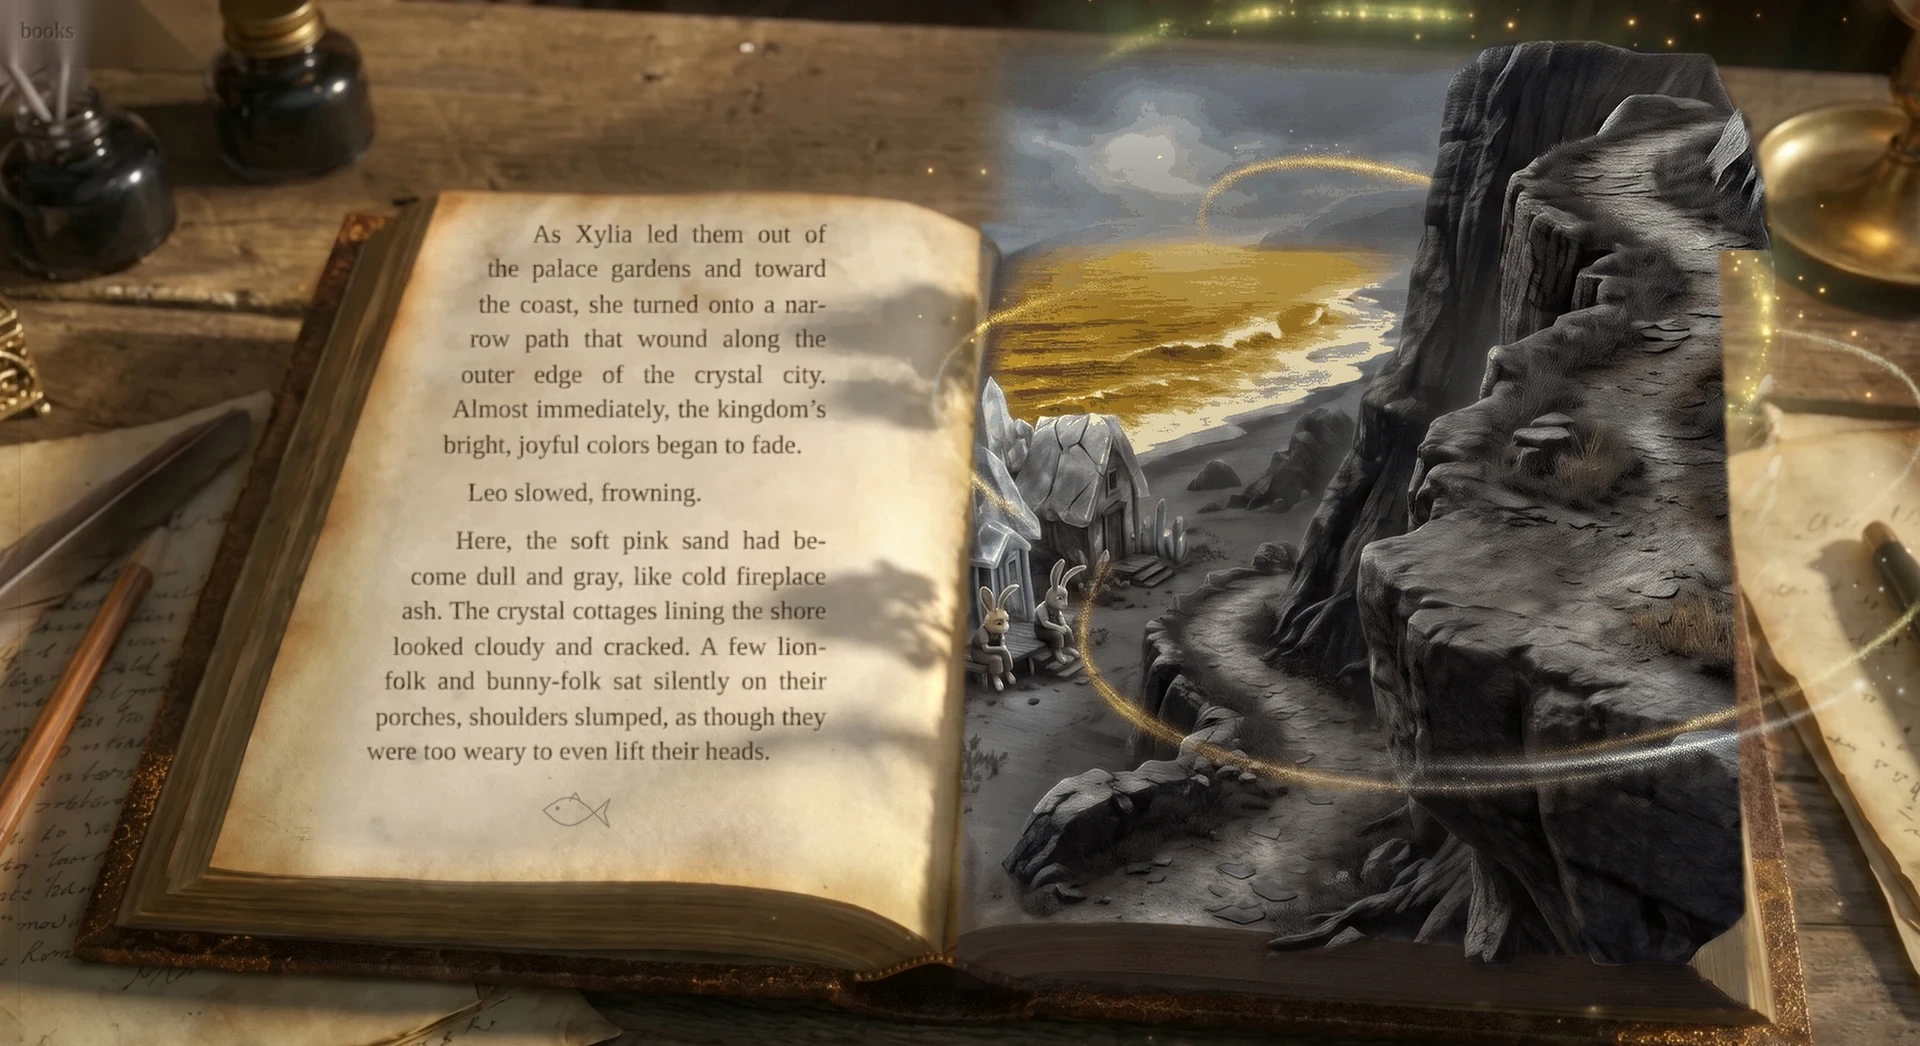 books
As Xylia led them out of
the palace gardens and toward
the coast, she turned onto a nar-
row path that wound along the
outer edge of the crystal city.
Almost immediately, the kingdom’s
bright, joyful colors began to fade.
Leo slowed, frowning.
Here, the soft pink sand had be-
come dull and gray, like cold fireplace
ash. The crystal cottages lining the shore
looked cloudy and cracked. A few lion-
folk and bunny-folk sat silently on their
porches, shoulders slumped, as though they
were too weary to even lift their heads.